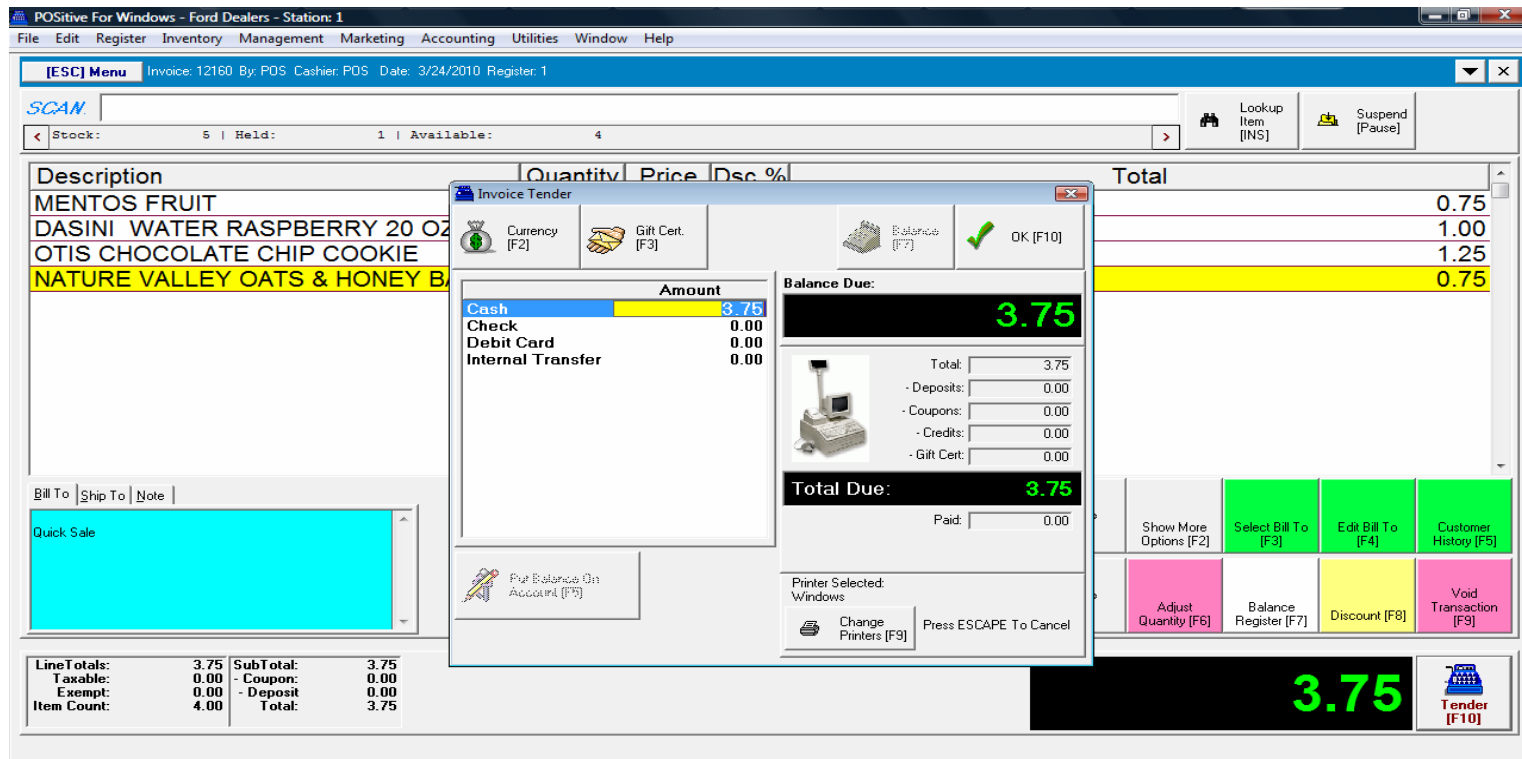 POSitive For Windows - Ford Dealers - Station: 1
File Edit Register Inventory Management Marketing Accounting Utilities Window Help
[ESC] Menu Invoice: 12160 By: POS Cashier: POS Date: 3/24/2010 Register: 1
SCAN:
Lookup Item [INS]
Suspend [Pause]
< Stock: 5 | Held: 1 | Available: 4 >
Description Quantity Price Dsc % Total
MENTOS FRUIT 0.75
DASINI WATER RASPBERRY 20 OZ 1.00
OTIS CHOCOLATE CHIP COOKIE 1.25
NATURE VALLEY OATS & HONEY 0.75
Invoice Tender
Currency [F2]
Gift Cert. [F3]
Balance [F7]
OK [F10]
Amount
Cash 3.75
Check 0.00
Debit Card 0.00
Internal Transfer 0.00
Balance Due:
3.75
Total: 3.75
- Deposits: 0.00
- Coupons: 0.00
- Credits: 0.00
- Gift Cert: 0.00
Total Due: 3.75
Paid: 0.00
Put Balance On Account [F5]
Printer Selected:
Windows
Change Printers [F9]
Press ESCAPE To Cancel
Bill To Ship To Note
Quick Sale
Show More Options [F2]
Select Bill To [F3]
Edit Bill To [F4]
Customer History [F5]
Adjust Quantity [F6]
Balance Register [F7]
Discount [F8]
Void Transaction [F9]
LineTotals: 3.75 SubTotal: 3.75
Taxable: 0.00 - Coupon: 0.00
Exempt: 0.00 - Deposit 0.00
Item Count: 4.00 Total: 3.75
3.75
Tender [F10]